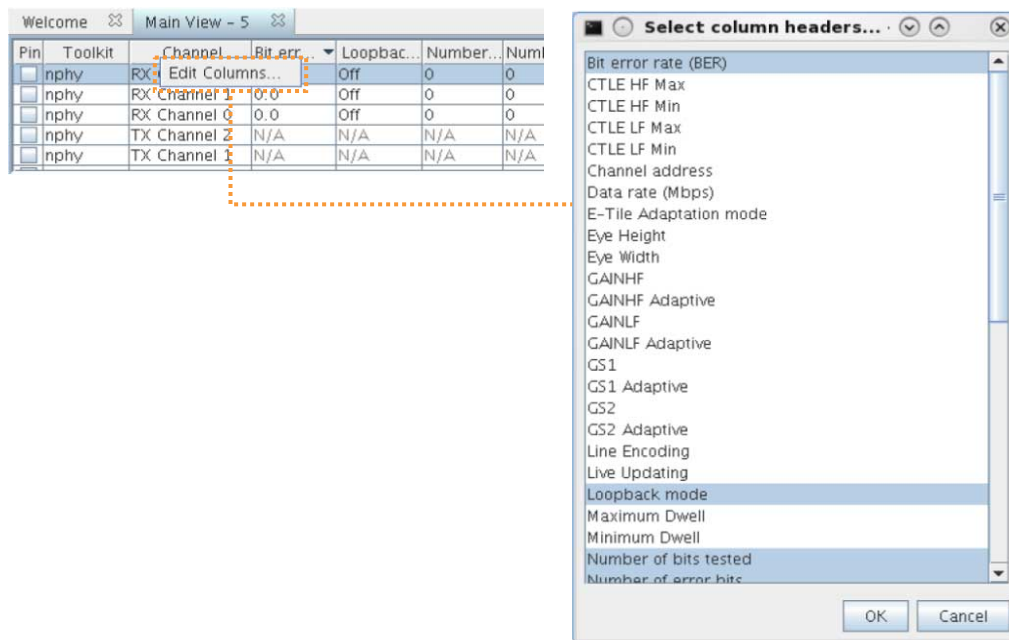 Welcome Main View - 5
Pin Toolkit Channel Bit err... Loopbac... Number... Num
nphy RX Off 0 0
Edit Columns...
nphy RX Channel 1 0.0 Off 0 0
nphy RX Channel 0 0.0 Off 0 0
nphy TX Channel 2 N/A N/A N/A N/A
nphy TX Channel 1 N/A N/A N/A N/A
Select column headers...
Bit error rate (BER)
CTLE HF Max
CTLE HF Min
CTLE LF Max
CTLE LF Min
Channel address
Data rate (Mbps)
E-Tile Adaptation mode
Eye Height
Eye Width
GAINHF
GAINHF Adaptive
GAINLF
GAINLF Adaptive
GS1
GS1 Adaptive
GS2
GS2 Adaptive
Line Encoding
Live Updating
Loopback mode
Maximum Dwell
Minimum Dwell
Number of bits tested
Number of error bits
OK Cancel